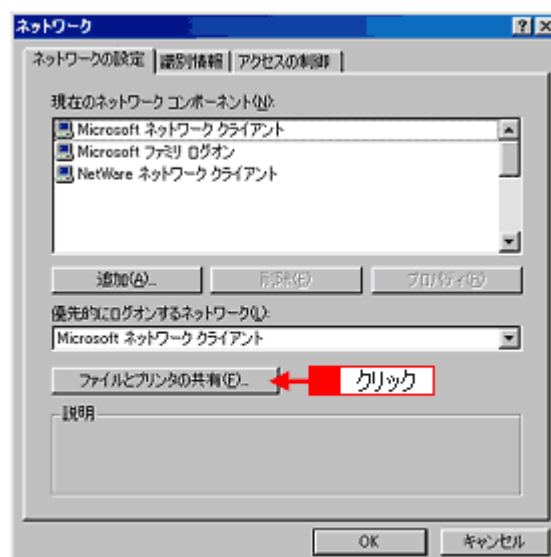 ネットワーク
ネットワークの設定 識別情報 アクセスの制御
現在のネットワーク コンポーネント(N):
Microsoft ネットワーク クライアント
Microsoft ファミリ ログオン
NetWare ネットワーク クライアント
追加(A)... 削除(E) プロパティ(R)
優先的にログオンするネットワーク(L):
Microsoft ネットワーク クライアント
ファイルとプリンタの共有(F)... クリック
説明
OK キャンセル